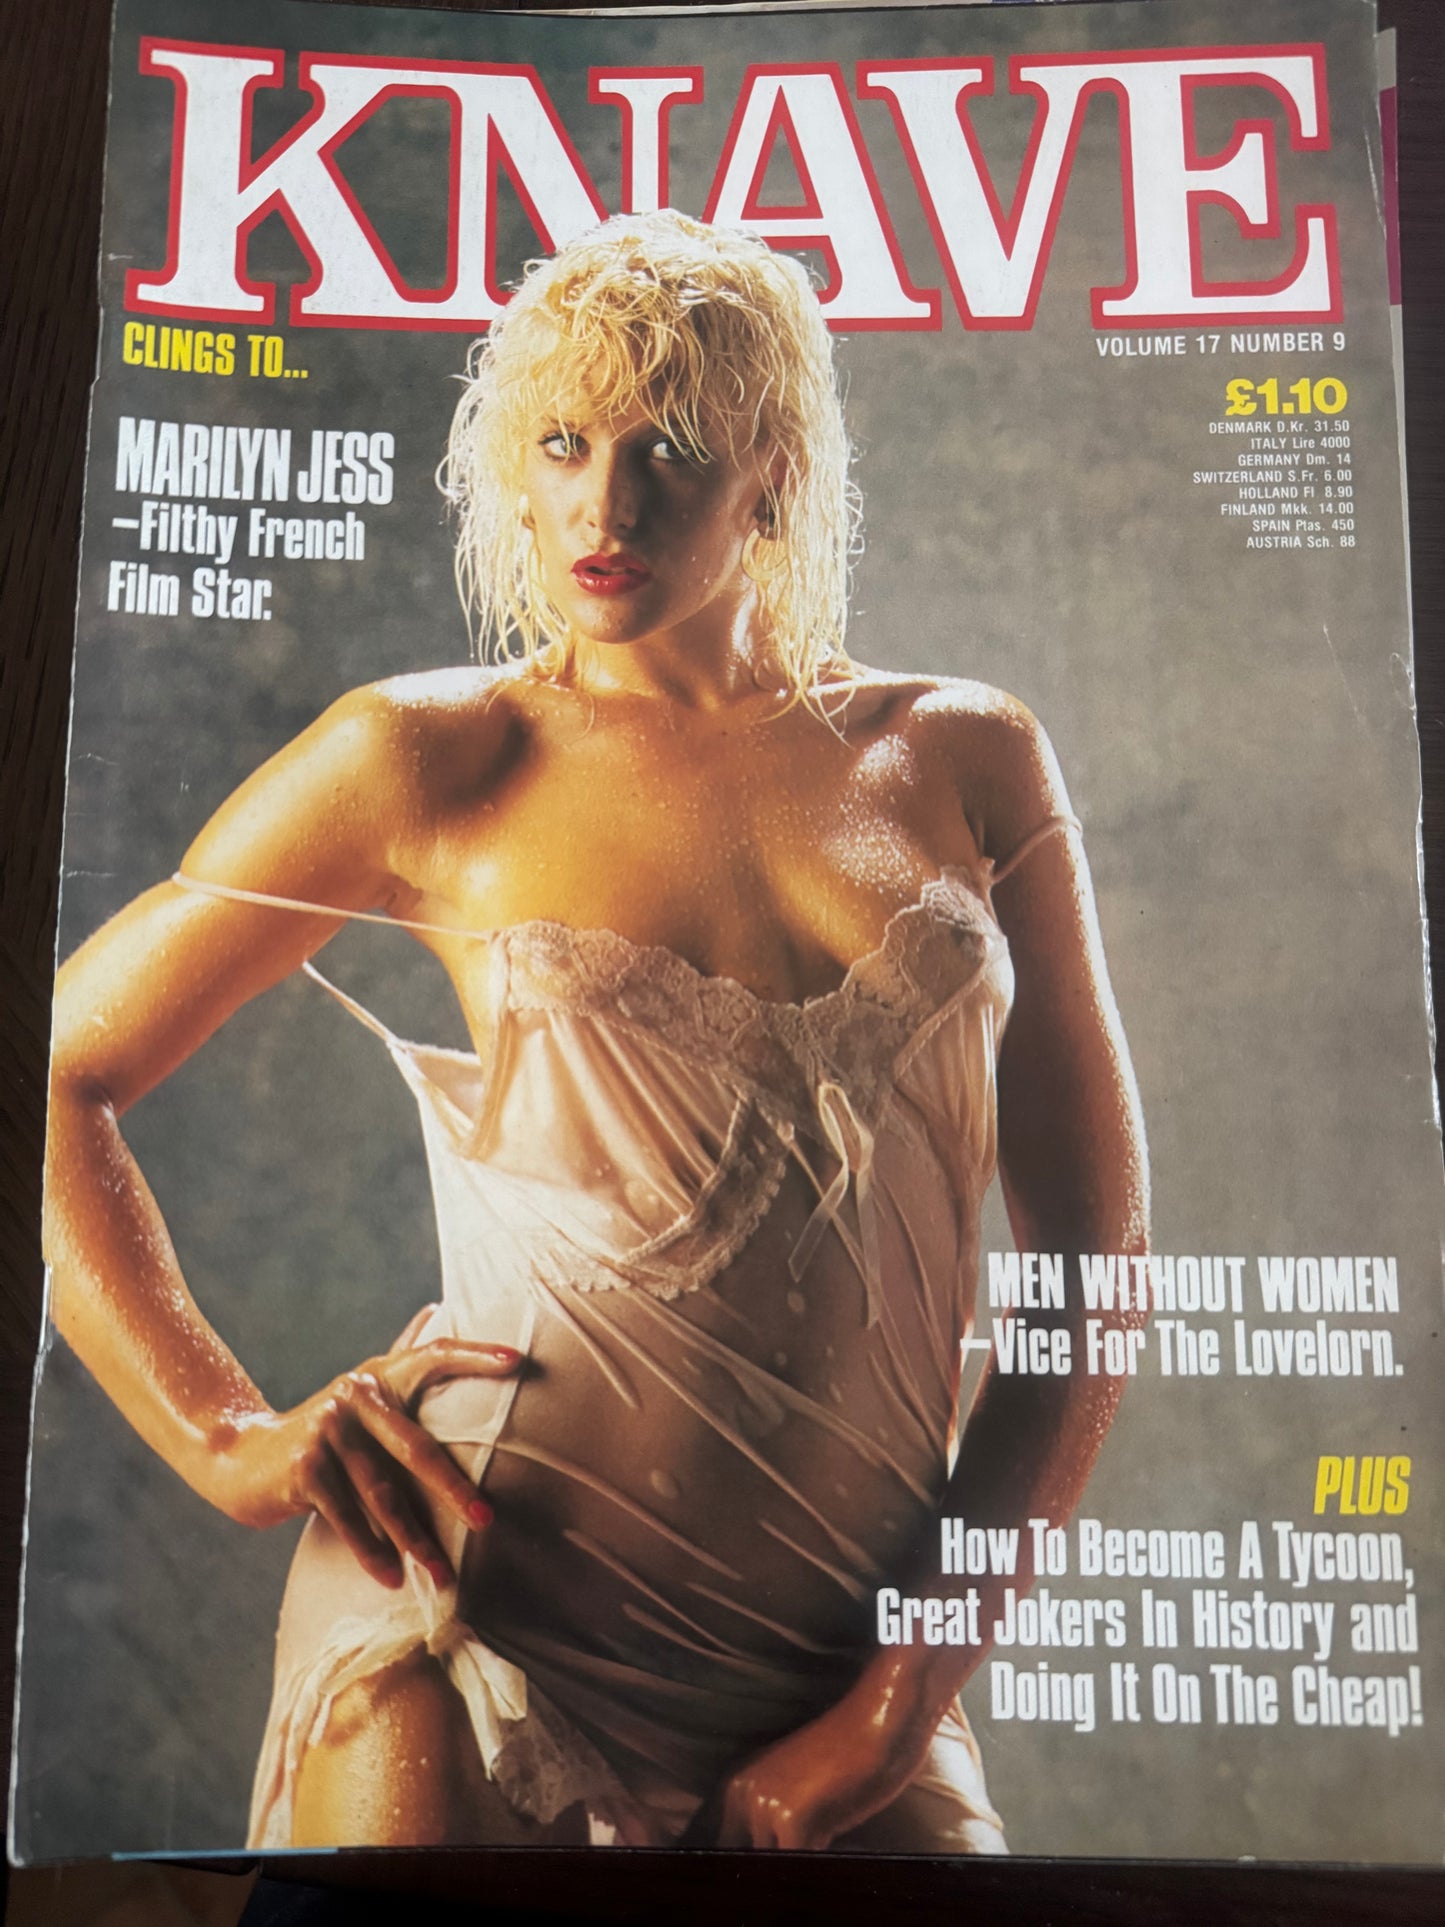 KNAVE
CLINGS TO...
VOLUME 17 NUMBER 9
£1.10
DENMARK D.Kr. 31.50
ITALY Lire 4000
GERMANY Dm. 14
SWITZERLAND S.Fr. 6.00
HOLLAND Fl 8.90
FINLAND Mkk. 14.00
SPAIN Ptas. 450
AUSTRIA Sch. 88
MARILYN JESS
–Filthy French
Film Star.
MEN WITHOUT WOMEN
–Vice For The Lovelorn.
PLUS
How To Become A Tycoon,
Great Jokers In History and
Doing It On The Cheap!